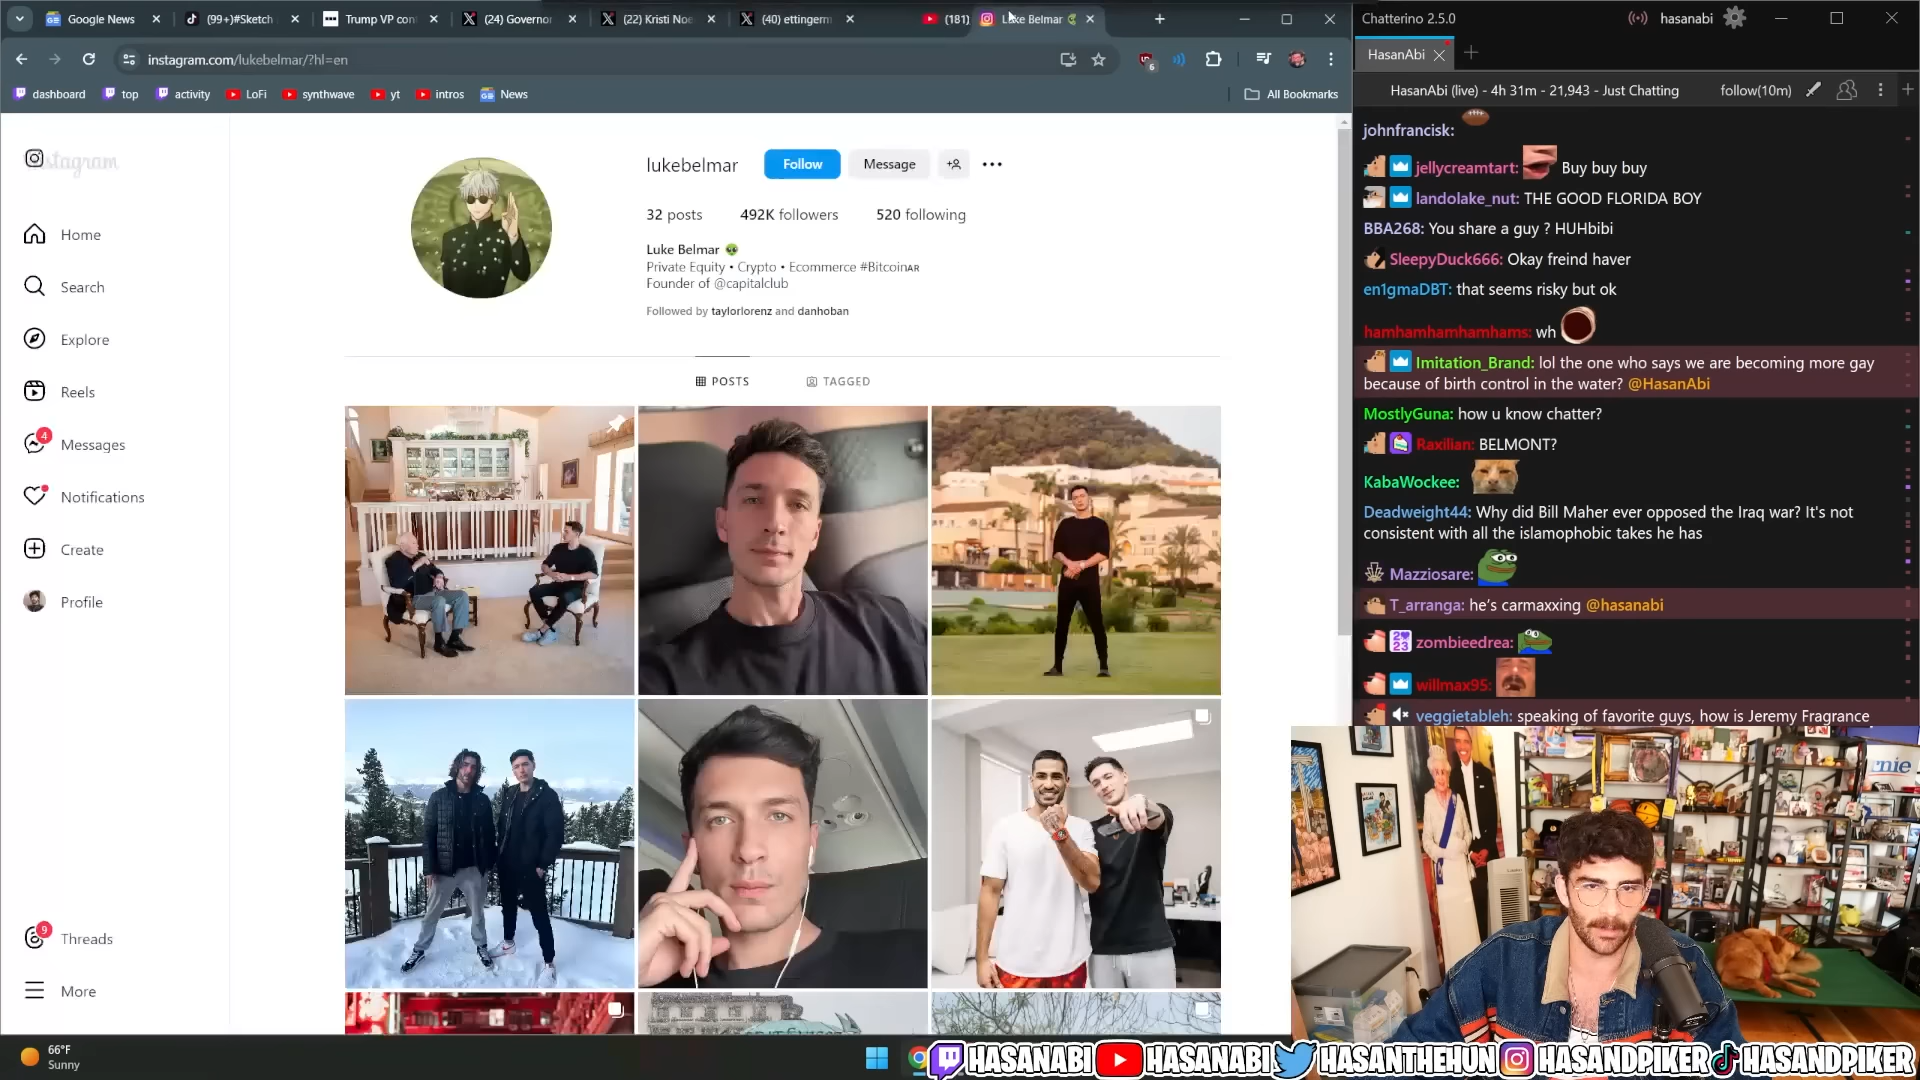 Google News
(99+)#Sketch
Trump VP con
(24) Governor
(22) Kristi Noe
(40) ettingerm
(181)
Luke Belmar
instagram.com/lukebelmar/?hl=en
6
dashboard
top
activity
LoFi
synthwave
yt
intros
News
All Bookmarks
Instagram
Home
Search
Explore
Reels
4
Messages
Notifications
Create
Profile
9
Threads
More
lukebelmar
Follow
Message
32 posts
492K followers
520 following
Luke Belmar
Private Equity • Crypto • Ecommerce #Bitcoinᴀʀ
Founder of @capitalclub
Followed by taylorlorenz and danhoban
POSTS
TAGGED
66°F
Sunny
Chatterino 2.5.0
hasanabi
HasanAbi
HasanAbi (live) - 4h 31m - 21,943 - Just Chatting
follow(10m)
johnfrancisk:
jellycreamtart: Buy buy buy
landolake_nut: THE GOOD FLORIDA BOY
BBA268: You share a guy ? HUHbibi
SleepyDuck666: Okay freind haver
en1gmaDBT: that seems risky but ok
hamhamhamhamhams: wh
Imitation_Brand: lol the one who says we are becoming more gay
because of birth control in the water? @HasanAbi
MostlyGuna: how u know chatter?
Raxilian: BELMONT?
KabaWockee:
Deadweight44: Why did Bill Maher ever opposed the Iraq war? It's not
consistent with all the islamophobic takes he has
Mazziosare:
T_arranga: he's carmaxxing @hasanabi
2 23 zombieedrea:
willmax95:
veggietableh: speaking of favorite guys, how is Jeremy Fragrance
rnie
HASANABI
HASANABI
HASANTHEHUN
HASANDPIKER
HASANDPIKER